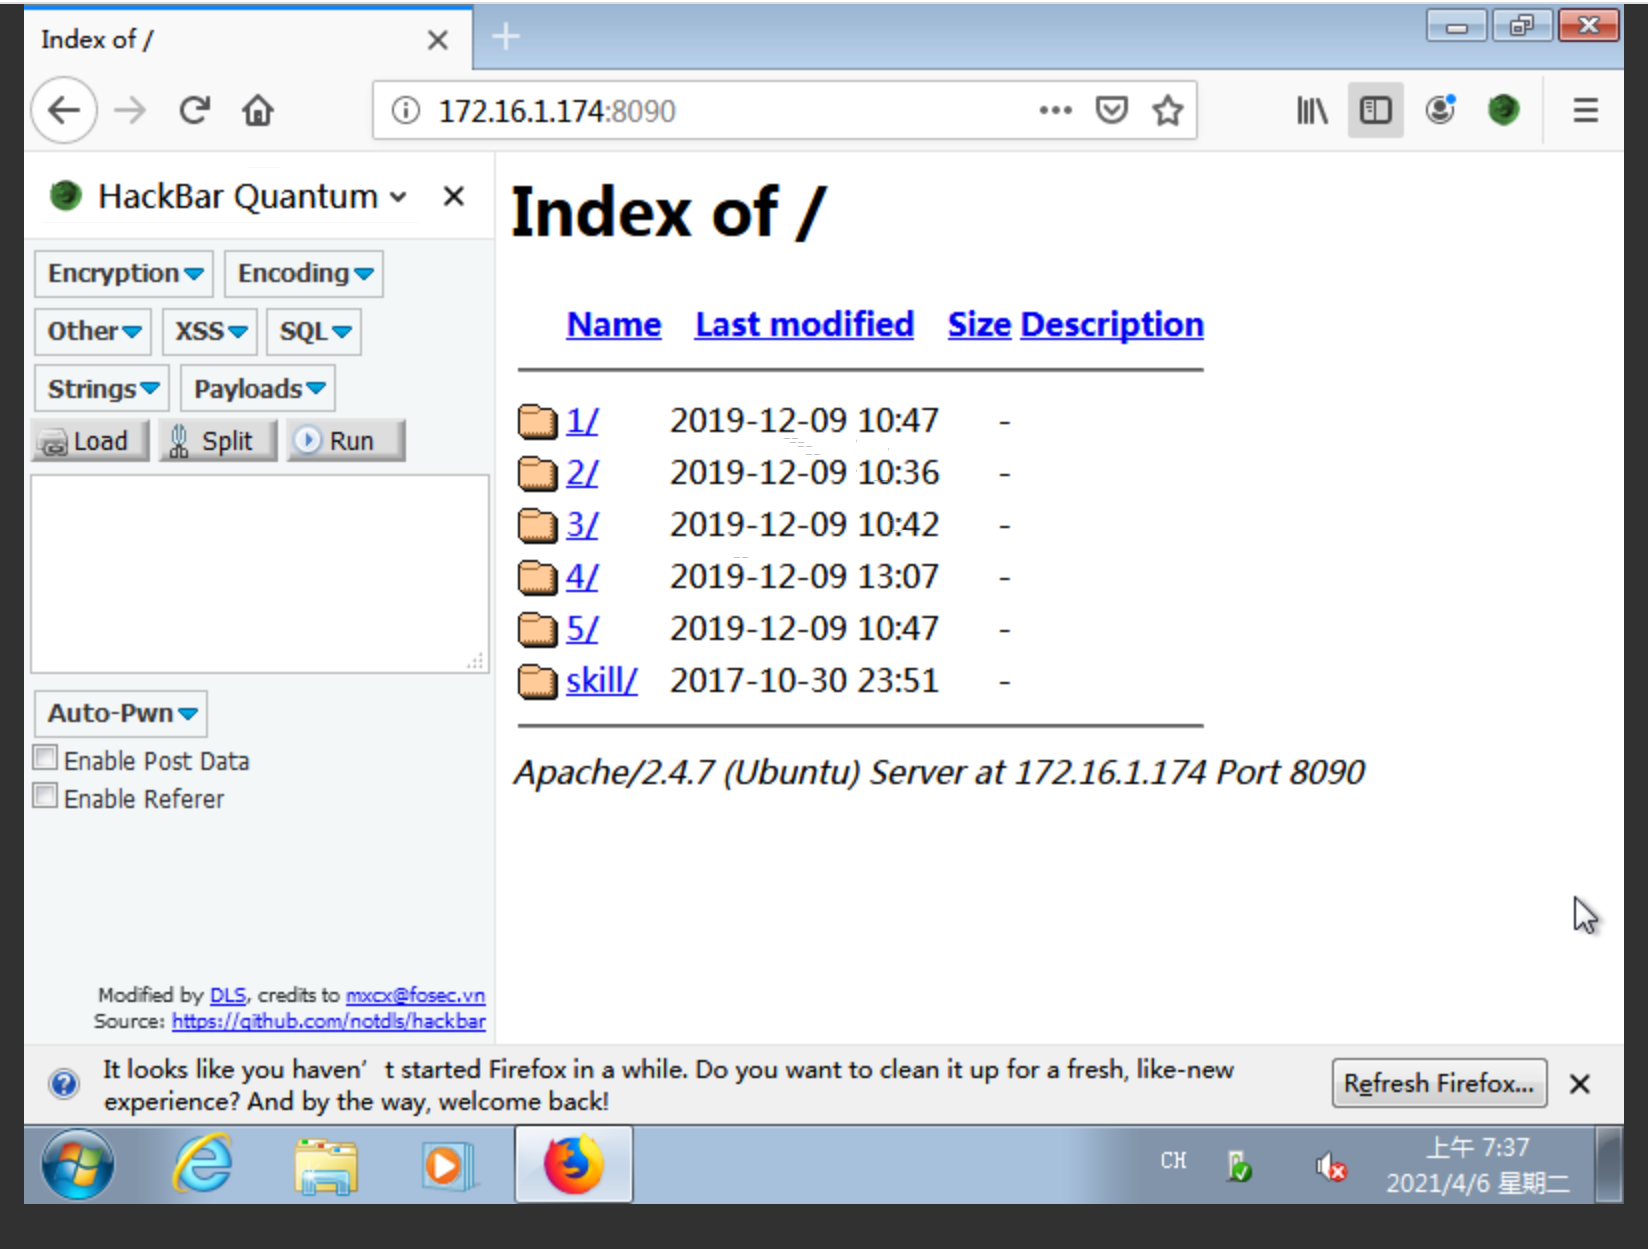 Index of /
172.16.1.174:8090
HackBar Quantum
Encryption Encoding
Other XSS SQL
Strings Payloads
Load Split Run
Auto-Pwn
Enable Post Data
Enable Referer
Modified by DLS, credits to mxcx@fosec.vn
Source: https://github.com/notdls/hackbar
Index of /
Name Last modified Size Description
1/ 2019-12-09 10:47 -
2/ 2019-12-09 10:36 -
3/ 2019-12-09 10:42 -
4/ 2019-12-09 13:07 -
5/ 2019-12-09 10:47 -
skill/ 2017-10-30 23:51 -
Apache/2.4.7 (Ubuntu) Server at 172.16.1.174 Port 8090
It looks like you haven’t started Firefox in a while. Do you want to clean it up for a fresh, like-new
experience? And by the way, welcome back!
Refresh Firefox...
CH
上午 7:37
2021/4/6 星期二